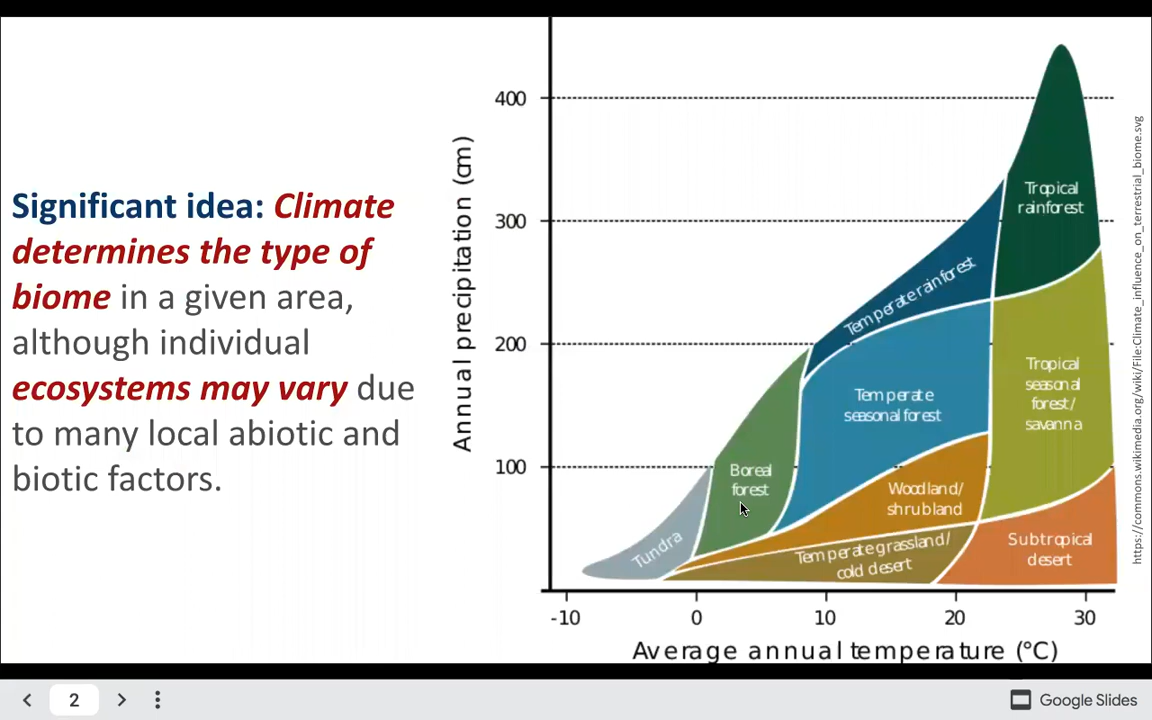 Significant idea: Climate
determines the type of
biome in a given area,
although individual
ecosystems may vary due
to many local abiotic and
biotic factors.
Annual precipitation (cm)
400
300
200
100
Tropical
rainforest
Temperate rainforest
Tropical
seasonal
forest/
savanna
Temperate
seasonal forest
Boreal
forest
Woodland/
shrubland
Tundra
Temperate grassland/
cold desert
Subtropical
desert
-10
0
10
20
30
Average annual temperature (°C)
https://commons.wikimedia.org/wiki/File:Climate_influence_on_terrestrial_biome.svg
2
Google Slides